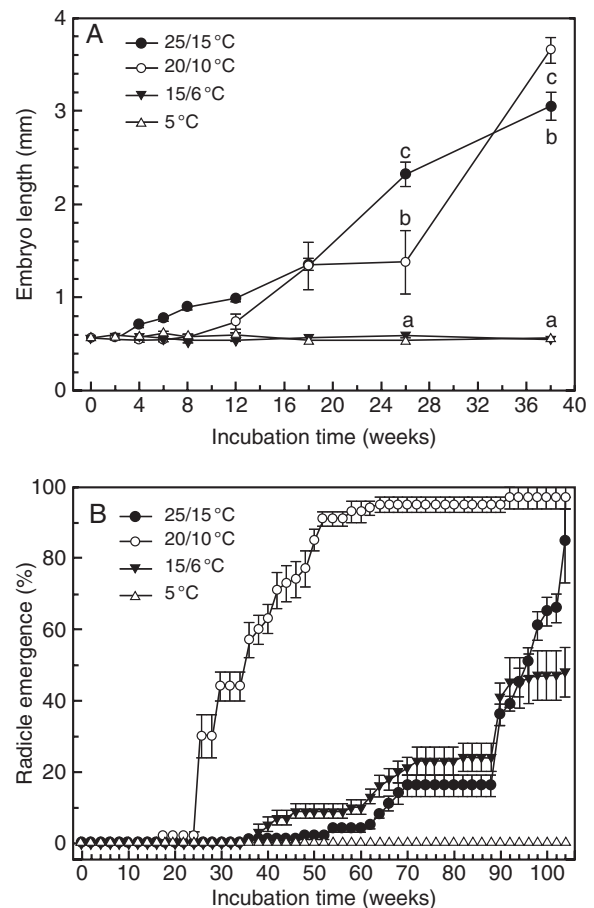 A
25/15 °C
20/10 °C
15/6 °C
5 °C
Embryo length (mm)
4
3
2
1
0
c
b
a
c
b
a
0 4 8 12 16 20 24 28 32 36 40
Incubation time (weeks)
B
25/15 °C
20/10 °C
15/6 °C
5 °C
Radicle emergence (%)
100
80
60
40
20
0
0 10 20 30 40 50 60 70 80 90 100
Incubation time (weeks)